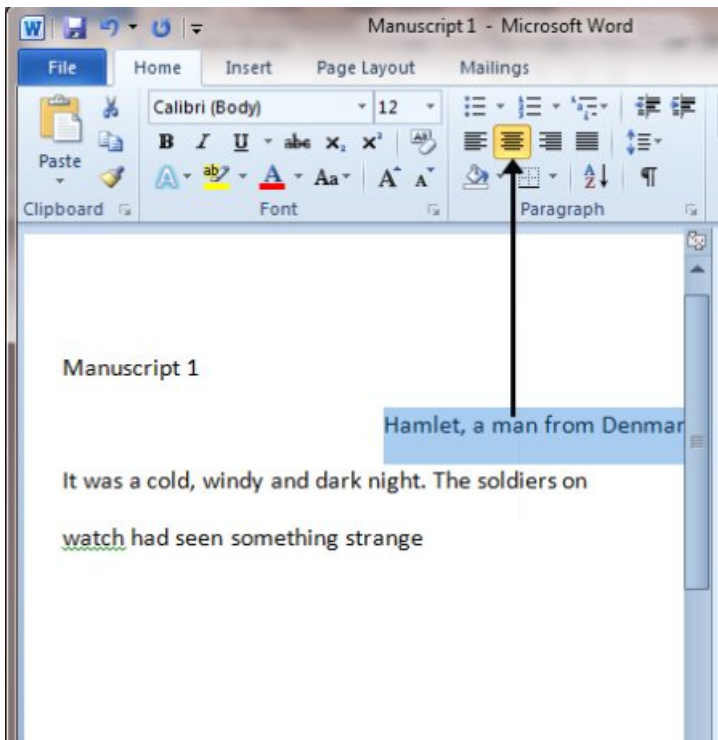 W Manuscript 1 - Microsoft Word
File Home Insert Page Layout Mailings
Calibri (Body) 12
B I U abc x₂ x² Ab
Paste A ab A Aa A A A Z ¶
Clipboard Font Paragraph
Manuscript 1
Hamlet, a man from Denmar
It was a cold, windy and dark night. The soldiers on
watch had seen something strange